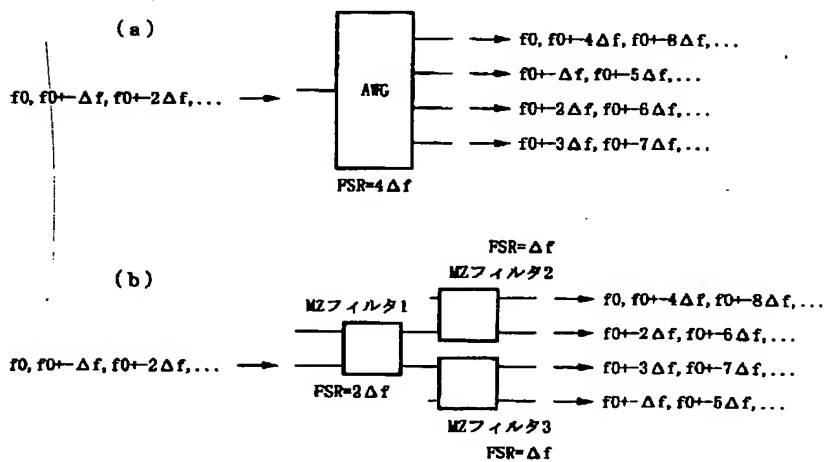 (a)
f0, f0+-4Δf, f0+-8Δf,...
f0+-Δf, f0+-5Δf,...
f0, f0+-Δf, f0+-2Δf,...
AWG
f0+-2Δf, f0+-6Δf,...
f0+-3Δf, f0+-7Δf,...
FSR=4Δf
FSR=Δf
(b)
MZフィルタ2
MZフィルタ1
f0, f0+-4Δf, f0+-8Δf,...
f0+-2Δf, f0+-6Δf,...
f0, f0+-Δf, f0+-2Δf,...
f0+-3Δf, f0+-7Δf,...
FSR=2Δf
f0+-Δf, f0+-5Δf,...
MZフィルタ3
FSR=Δf